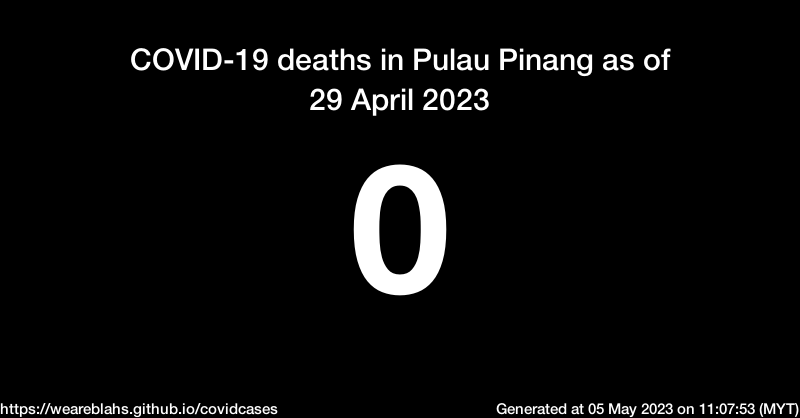 COVID-19 deaths in Pulau Pinang as of
29 April 2023
0
https://weareblahs.github.io/covidcases
Generated at 05 May 2023 on 11:07:53 (MYT)